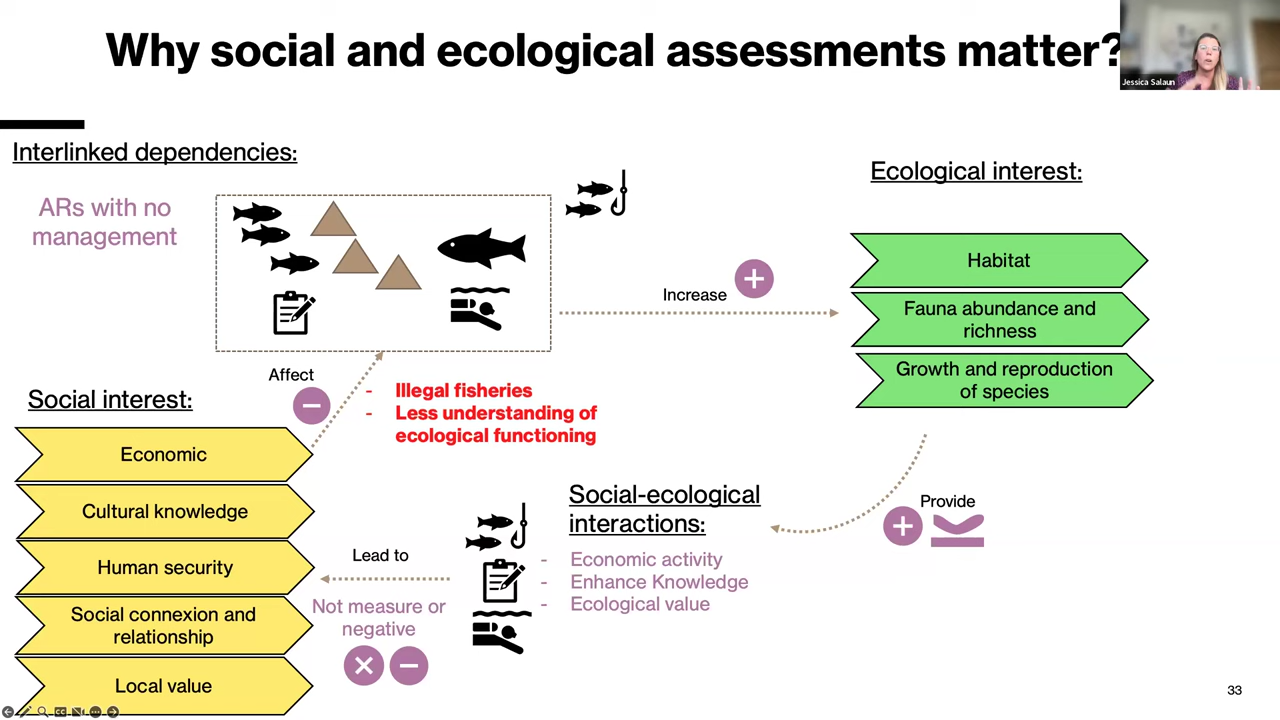 Why social and ecological assessments matter?
Jessica Salaun
Interlinked dependencies:
ARs with no
management
Ecological interest:
Habitat
Fauna abundance and
richness
Growth and reproduction
of species
Increase
Affect
- Illegal fisheries
- Less understanding of
ecological functioning
Social interest:
Economic
Cultural knowledge
Human security
Social connexion and
relationship
Local value
Lead to
Not measure or
negative
Social-ecological
interactions:
- Economic activity
- Enhance Knowledge
- Ecological value
Provide
33